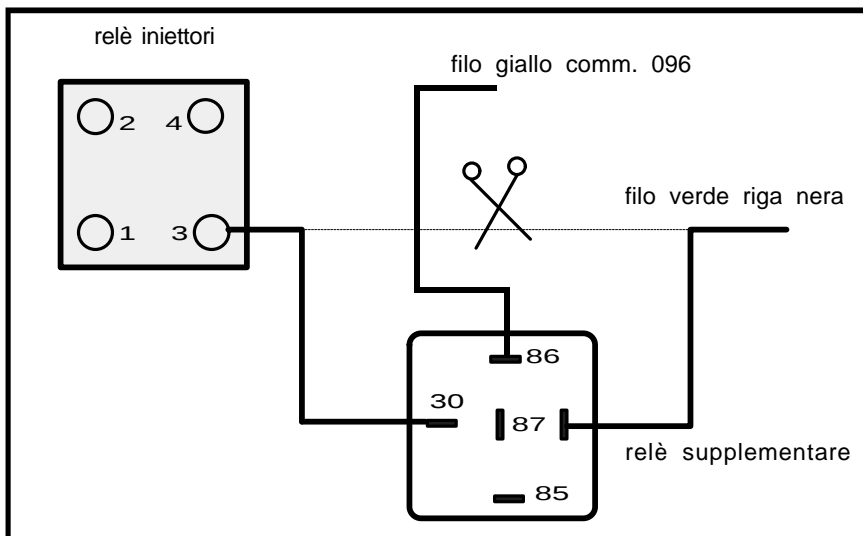 relè iniettori
filo giallo comm. 096
2 4
filo verde riga nera
1 3
86
30
87
relè supplementare
85